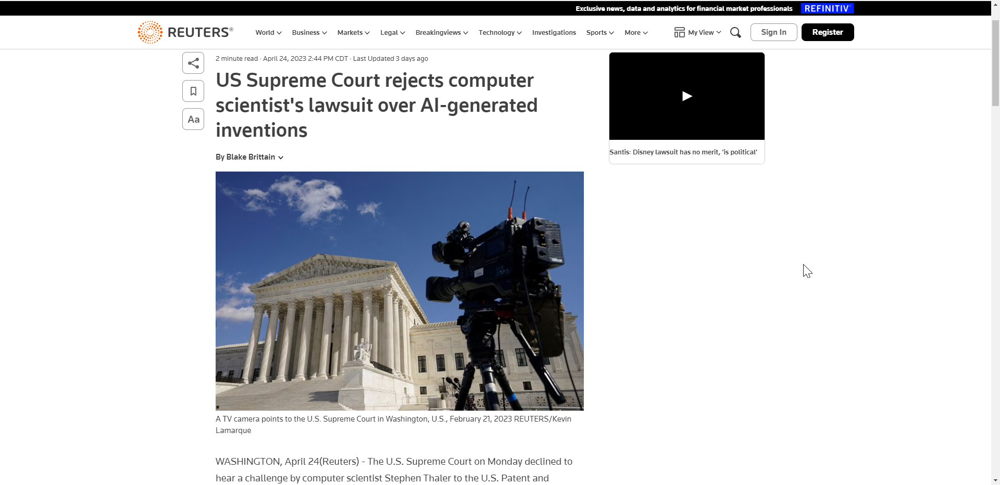 Exclusive news, data and analytics for financial market professionals REFINITIV
REUTERS®
World Business Markets Legal Breakingviews Technology Investigations Sports More My View Sign In Register
2 minute read · April 24, 2023 2:44 PM CDT · Last Updated 3 days ago
US Supreme Court rejects computer
scientist's lawsuit over AI-generated
inventions
Aa
By Blake Brittain
Santis: Disney lawsuit has no merit, 'is political'
A TV camera points to the U.S. Supreme Court in Washington, U.S., February 21, 2023 REUTERS/Kevin
Lamarque
WASHINGTON, April 24(Reuters) - The U.S. Supreme Court on Monday declined to
hear a challenge by computer scientist Stephen Thaler to the U.S. Patent and